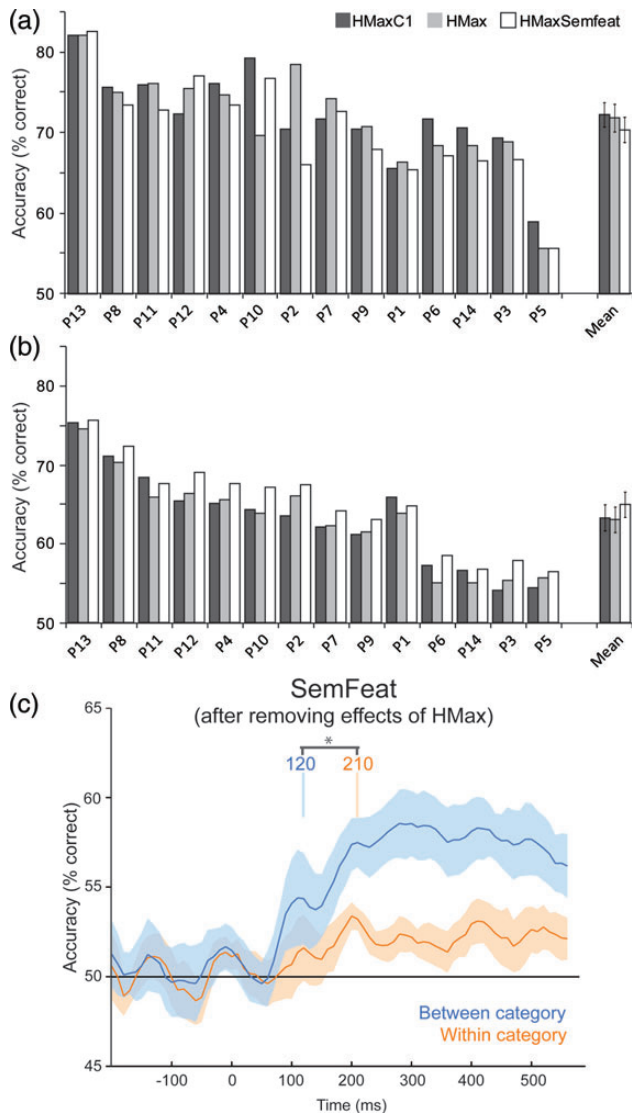 (a)
HMaxC1 HMax HMaxSemfeat
Accuracy (% correct)
80
70
60
50
P13 P8 P11 P12 P4 P10 P2 P7 P9 P1 P6 P14 P3 P5 Mean
(b)
Accuracy (% correct)
80
70
60
50
P13 P8 P11 P12 P4 P10 P2 P7 P9 P1 P6 P14 P3 P5 Mean
(c)
SemFeat
(after removing effects of HMax)
*
120 210
Accuracy (% correct)
65
60
55
50
45
Between category
Within category
-100 0 100 200 300 400 500
Time (ms)